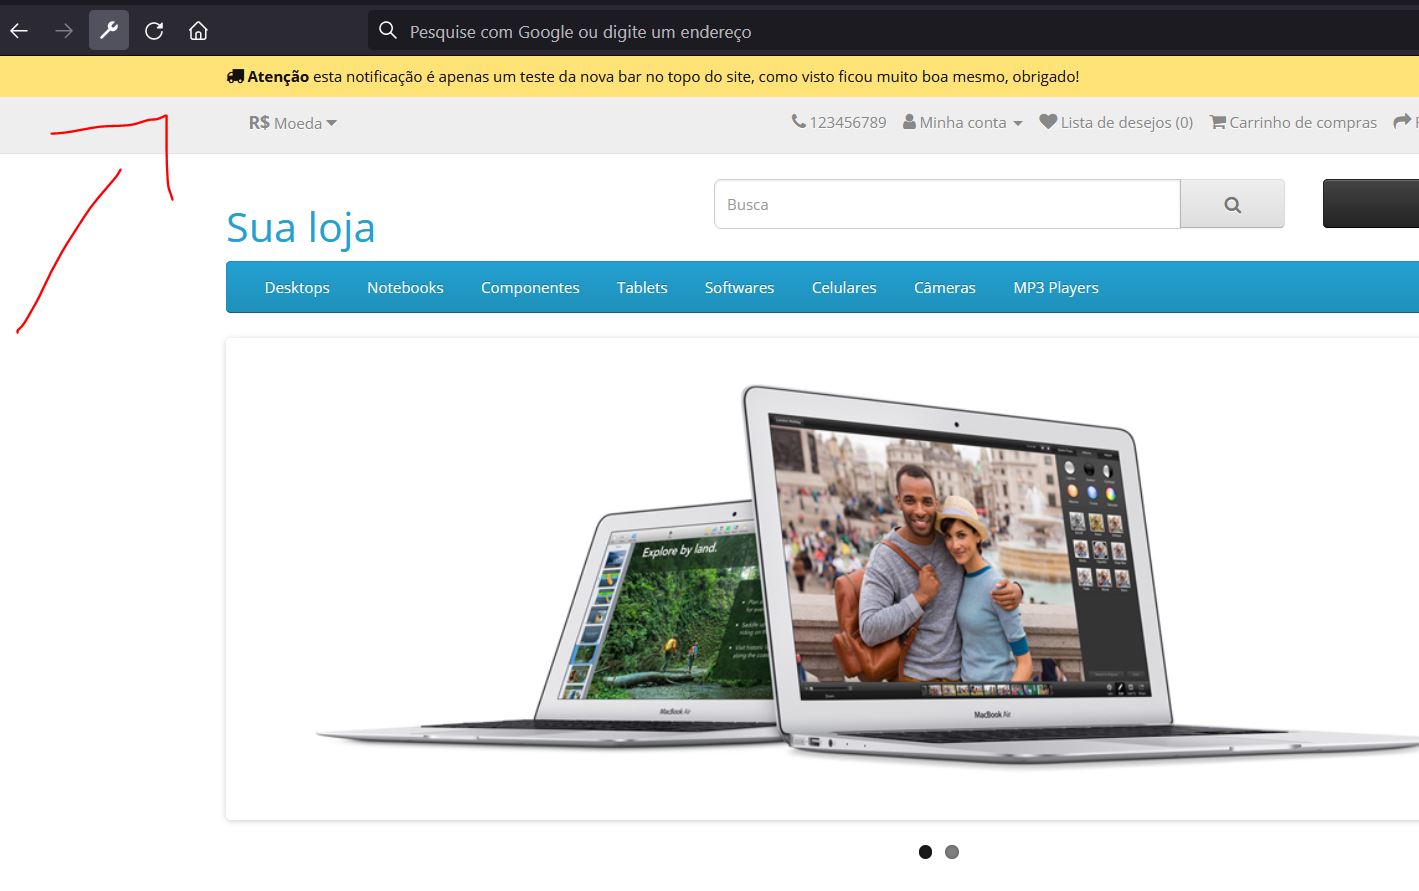 Pesquise com Google ou digite um endereço
Atenção esta notificação é apenas um teste da nova bar no topo do site, como visto ficou muito boa mesmo, obrigado!
R$ Moeda 123456789 Minha conta Lista de desejos (0) Carrinho de compras
Sua loja Busca
Desktops Notebooks Componentes Tablets Softwares Celulares Câmeras MP3 Players
Explore by land.
MacBook Air
MacBook Air